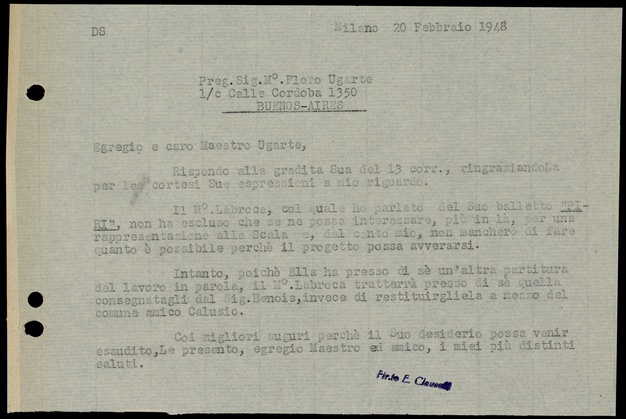 DS
Milano 20 Febbraio 1948
Preg.Sig.M°.Floro Ugarte
1/c Calle Cordoba 1350
BUENOS-AIRES
Egregio e caro Maestro Ugarte,
Rispondo alla gradita Sua del 13 corr., ringraziandoLa
per le cortesi Sue espressioni a mio riguardo.
Il M°.Labroca, col quale ho parlato del Suo balletto "PI-
RI", non ha escluso che se ne possa interessare, più in là, per una
rappresentazione alla Scala e, dal canto mio, non mancherò di fare
quanto è possibile perchè il progetto possa avverarsi.
Intanto, poichè Ella ha presso di sè un'altra partitura
del lavoro in parola, il M°.Labroca tratterrà presso di sè quella
consegnatagli dal Sig.Benois,invece di restituirgliela a mezzo del
comune amico Calusio.
Coi migliori auguri perchè il Suo desiderio possa venir
esaudito,Le presento, egregio Maestro ed amico, i miei più distinti
saluti.
Fir.to E. Clausetti